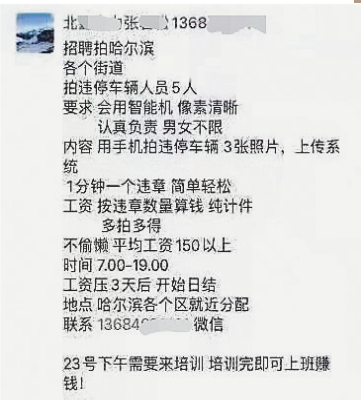 北 张 1368
招聘拍哈尔滨
各个街道
拍违停车辆人员5人
要求 会用智能机 像素清晰
认真负责 男女不限
内容 用手机拍违停车辆 3张照片，上传系
统
1分钟一个违章 简单轻松
工资 按违章数量算钱 纯计件
多拍多得
不偷懒 平均工资150以上
时间 7.00-19.00
工资压3天后 开始日结
地点 哈尔滨各个区就近分配
联系 13684 微信
23号下午需要来培训 培训完即可上班赚
钱！